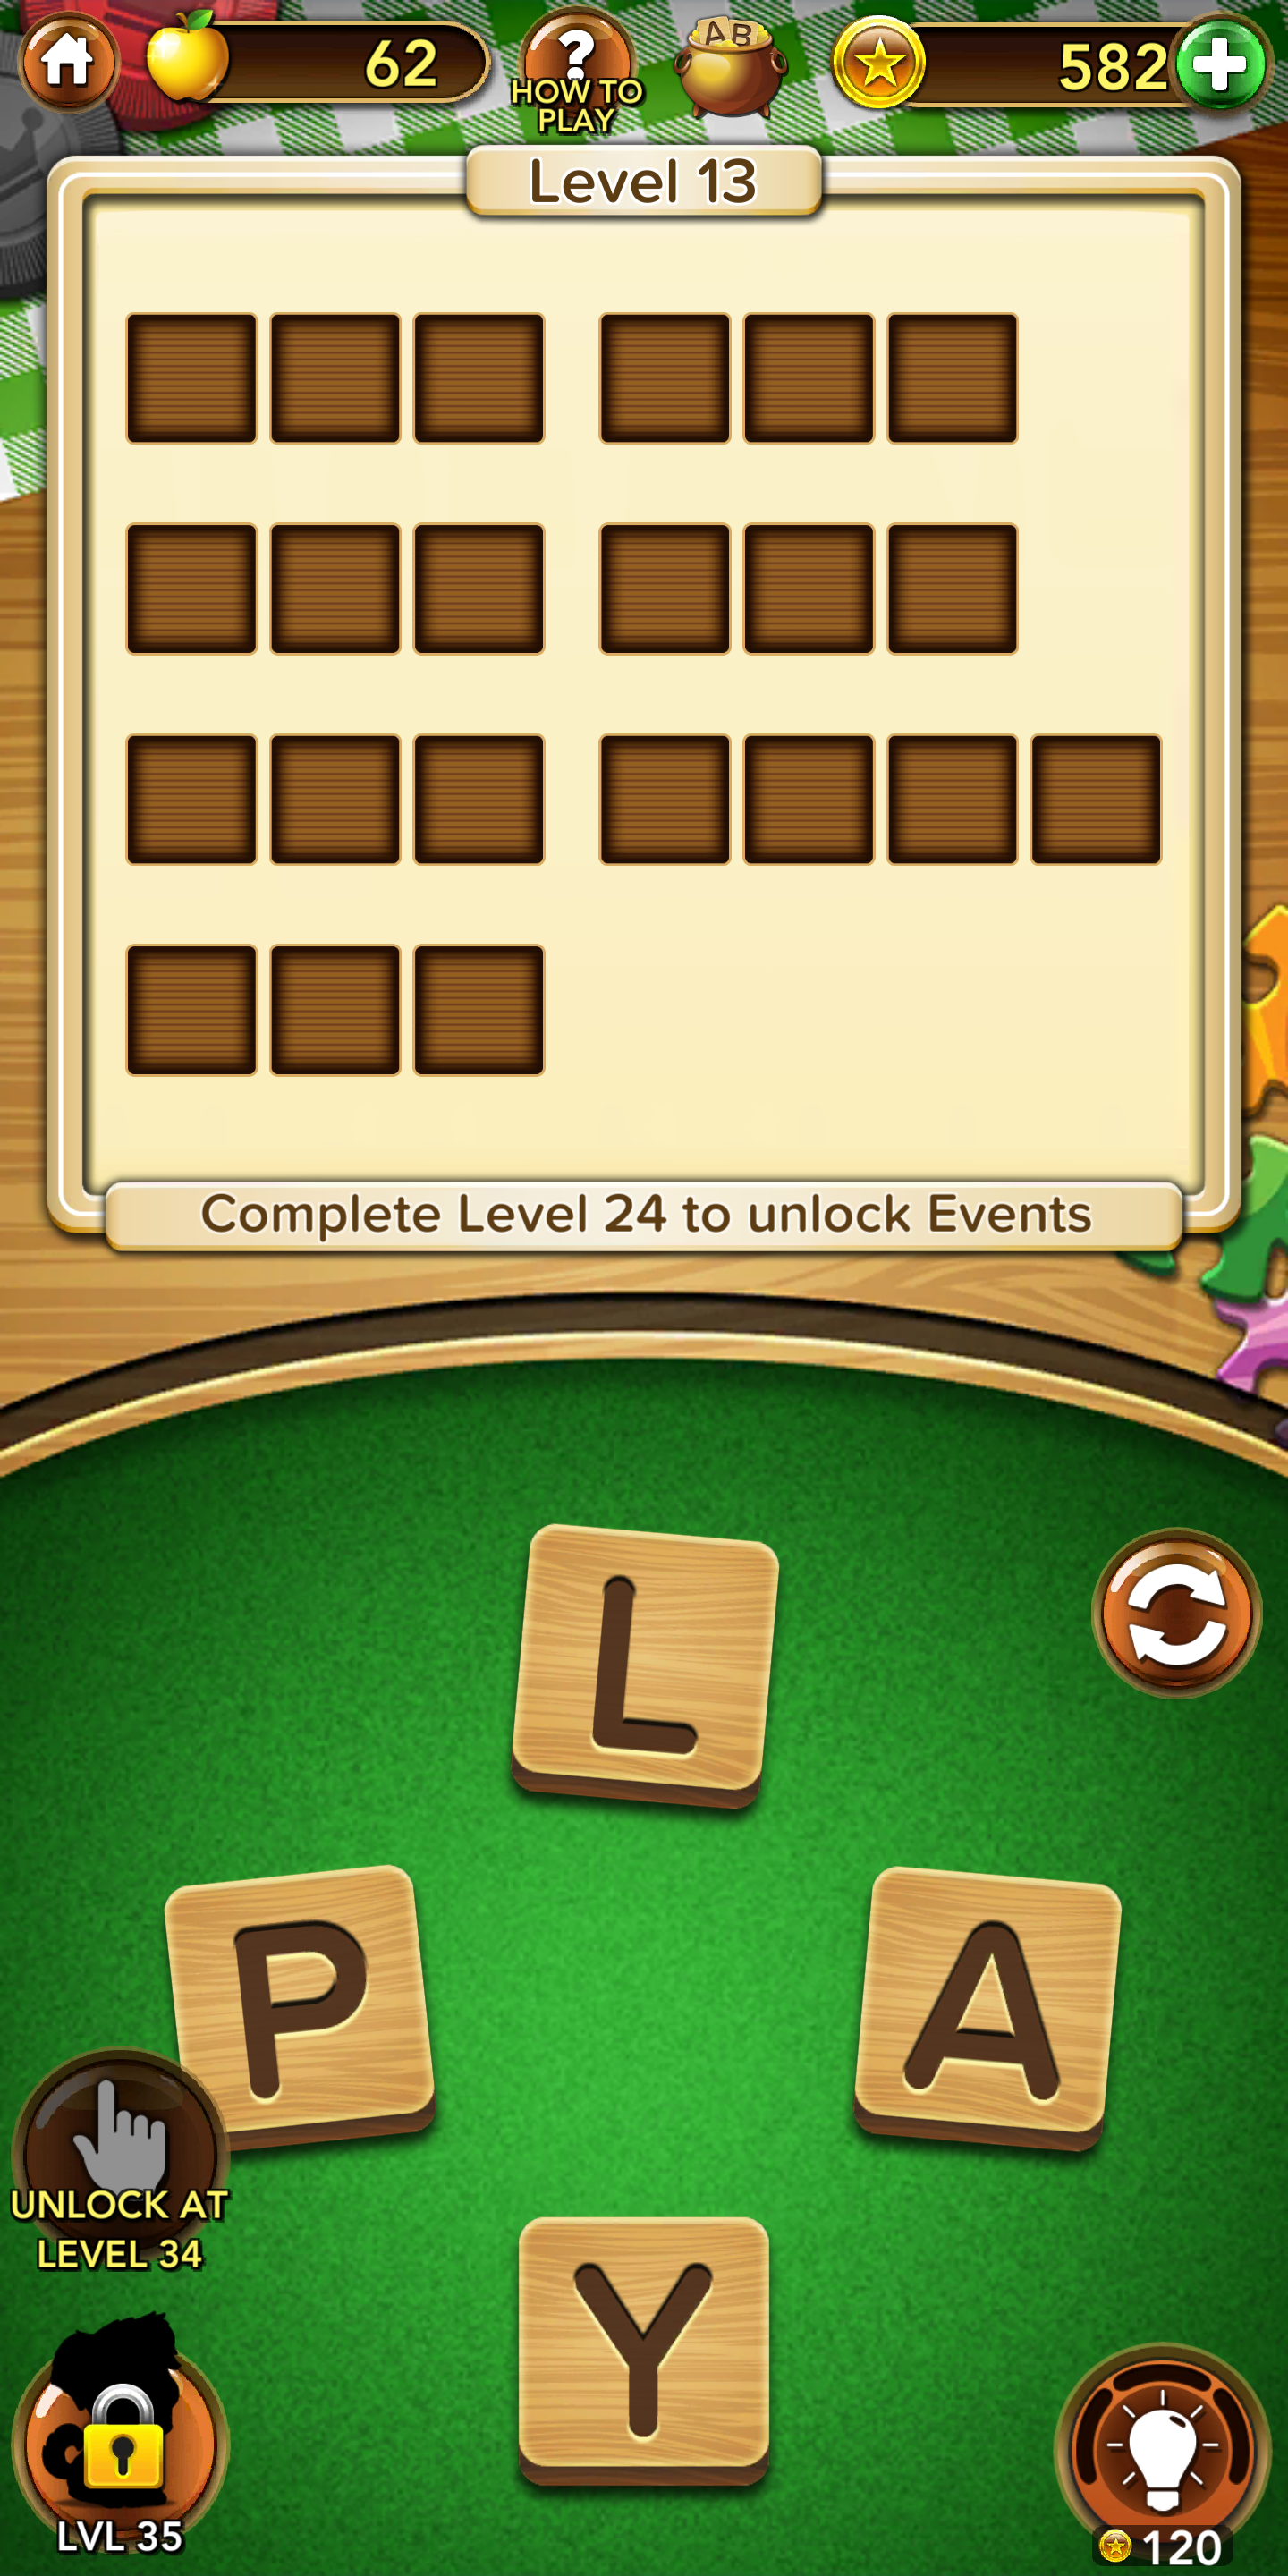 62
?
HOW TO
PLAY
AB
582
Level 13
Complete Level 24 to unlock Events
L
P
A
Y
UNLOCK AT
LEVEL 34
LVL 35
120